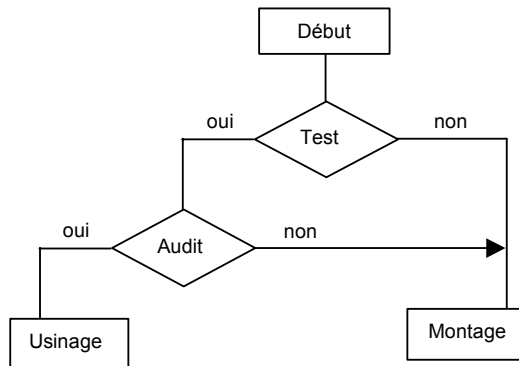 Début
oui
Test
non
oui
Audit
non
Usinage
Montage